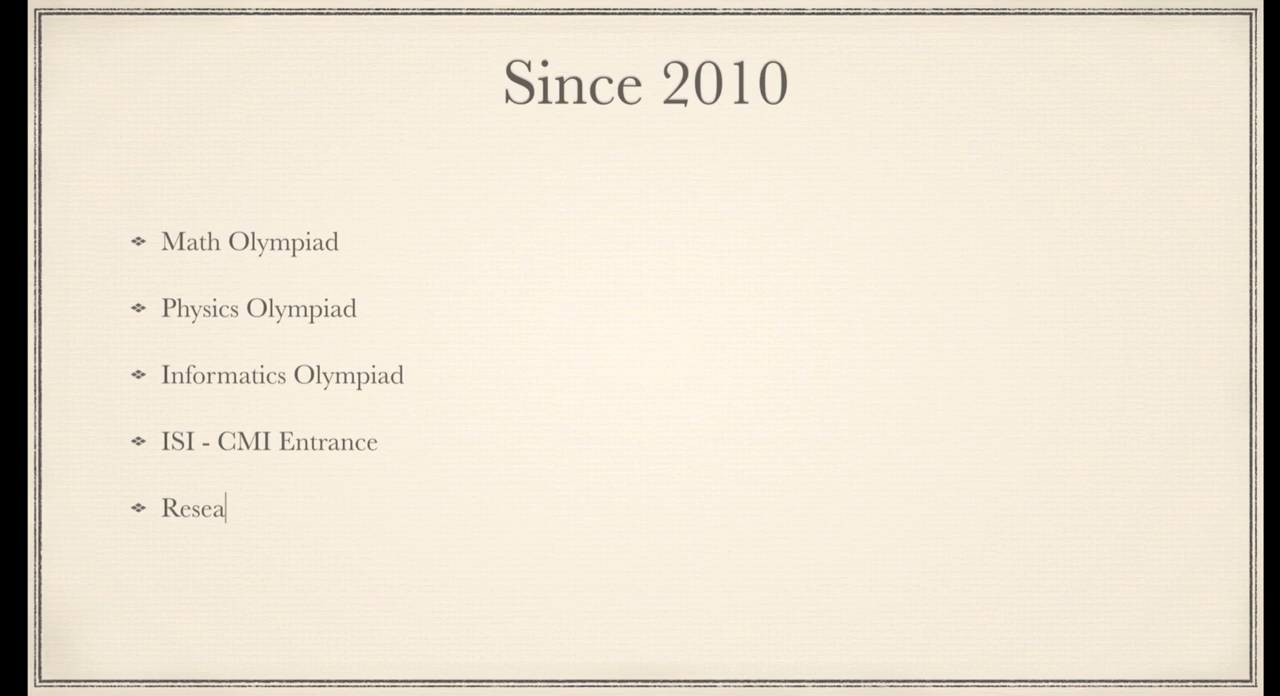 Since 2010
Math Olympiad
Physics Olympiad
Informatics Olympiad
ISI - CMI Entrance
Resea